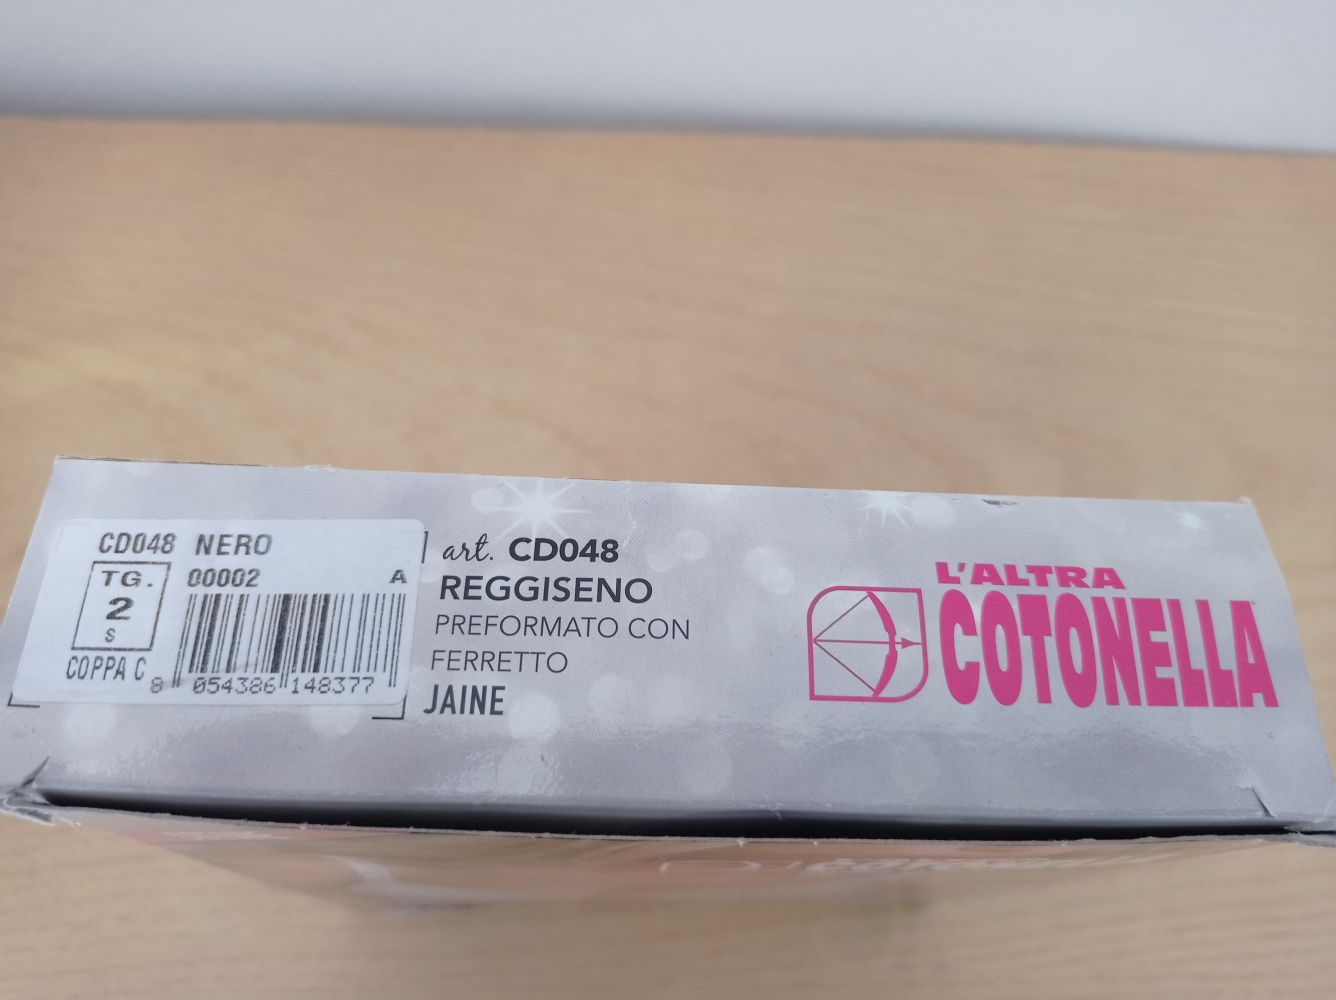 CD048 NERO
TG.
2
S
00002 A
COPPA C
8 054386 148377
art. CD048
REGGISENO
PREFORMATO CON
FERRETTO
JAINE
L'ALTRA
COTONELLA